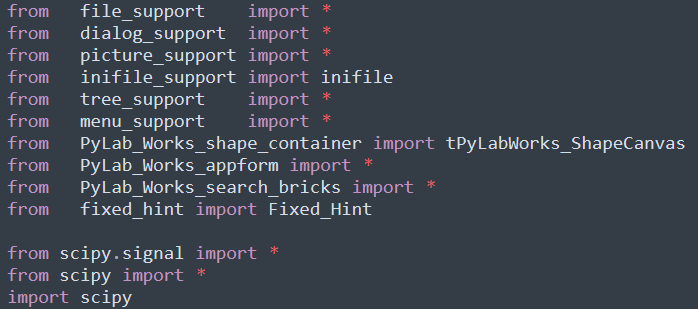 from   file_support    import *
from   dialog_support  import *
from   picture_support import *
from   inifile_support import inifile
from   tree_support    import *
from   menu_support    import *
from   PyLab_Works_shape_container import tPyLabWorks_ShapeCanvas
from   PyLab_Works_appform import *
from   PyLab_Works_search_bricks import *
from   fixed_hint import Fixed_Hint

from scipy.signal import *
from scipy import *
import scipy